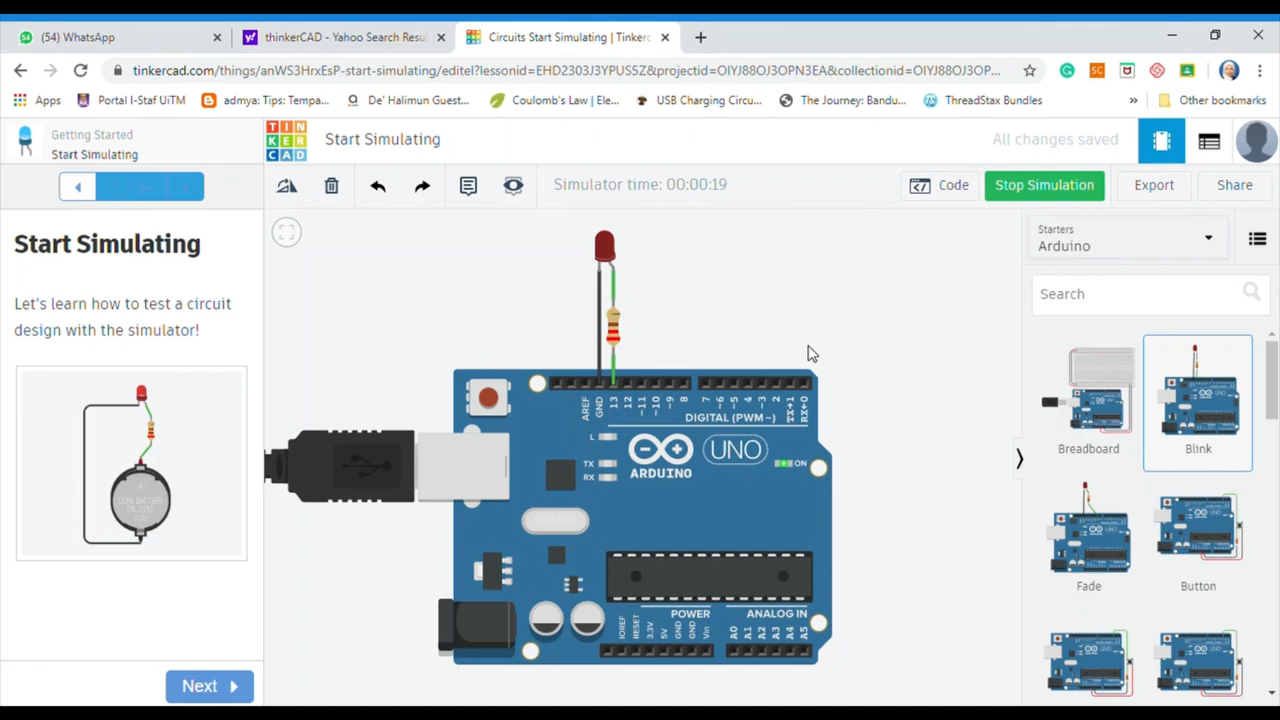 (54) WhatsApp
thinkerCAD - Yahoo Search Resul
Circuits Start Simulating | Tinkerc
tinkercad.com/things/anWS3HrxEsP-start-simulating/editel?lessonid=EHD2303J3YPUS5Z&projectid=OIYJ88OJ3OPN3EA&collectionid=OIYJ88OJ3OP...
SC
Apps
Portal I-Staf UiTM
admya: Tips: Tempa...
De' Halimun Guest...
Coulomb's Law | Ele...
USB Charging Circu...
The Journey: Bandu...
ThreadStax Bundles
»
Other bookmarks
Getting Started
Start Simulating
TIN
KER
CAD
Start Simulating
All changes saved
Simulator time: 00:00:19
Code
Stop Simulation
Export
Share
Start Simulating
Let's learn how to test a circuit
design with the simulator!
COIN BATTERY
Next
AREF
GND
13
12
~11
~10
~9
8
7
~6
~5
4
~3
2
TX→1
RX←0
DIGITAL (PWM~)
L
TX
RX
UNO
ARDUINO
ON
POWER
ANALOG IN
IOREF
RESET
3.3V
5V
GND
GND
Vin
A0
A1
A2
A3
A4
A5
Starters
Arduino
Search
Breadboard
Blink
Fade
Button